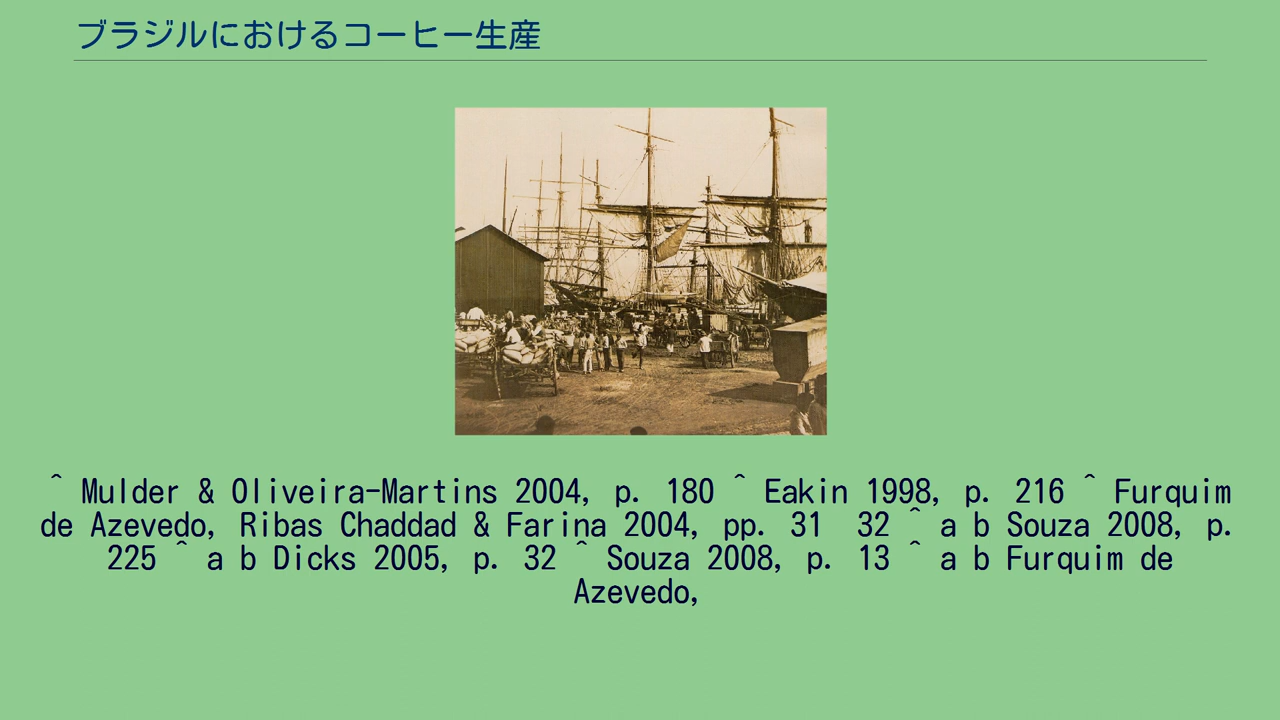 ブラジルにおけるコーヒー生産
^ Mulder & Oliveira-Martins 2004, p. 180 ^ Eakin 1998, p. 216 ^ Furquim
de Azevedo, Ribas Chaddad & Farina 2004, pp. 31 32 ^ a b Souza 2008, p.
225 ^ a b Dicks 2005, p. 32 ^ Souza 2008, p. 13 ^ a b Furquim de
Azevedo,